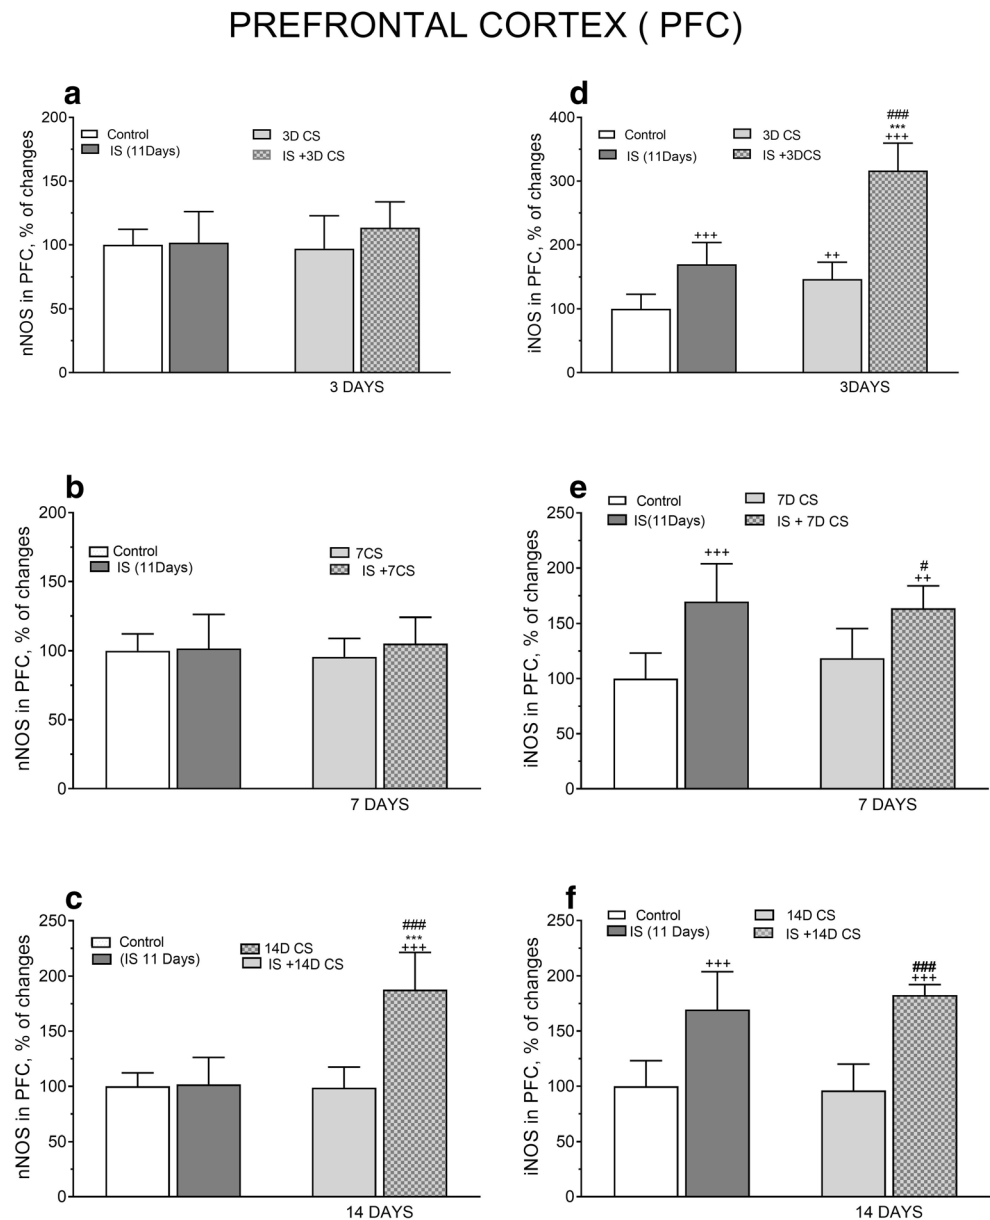 PREFRONTAL CORTEX ( PFC)
a
nNOS in PFC, % of changes
200
150
100
50
0
Control
IS (11Days)
3D CS
IS +3D CS
3 DAYS
d
iNOS in PFC, % of changes
400
300
200
100
0
Control
IS (11Days)
3D CS
IS +3DCS
+++
++
###
***
+++
3DAYS
b
nNOS in PFC, % of changes
200
150
100
50
0
Control
IS (11Days)
7CS
IS +7CS
7 DAYS
e
iNOS in PFC, % of changes
250
200
150
100
50
0
Control
IS(11Days)
7D CS
IS + 7D CS
+++
#
++
7 DAYS
c
nNOS in PFC, % of changes
250
200
150
100
50
0
Control
(IS 11 Days)
14D CS
IS +14D CS
###
***
+++
14 DAYS
f
iNOS in PFC, % of changes
250
200
150
100
50
0
Control
IS (11 Days)
14D CS
IS +14D CS
+++
###
+++
14 DAYS